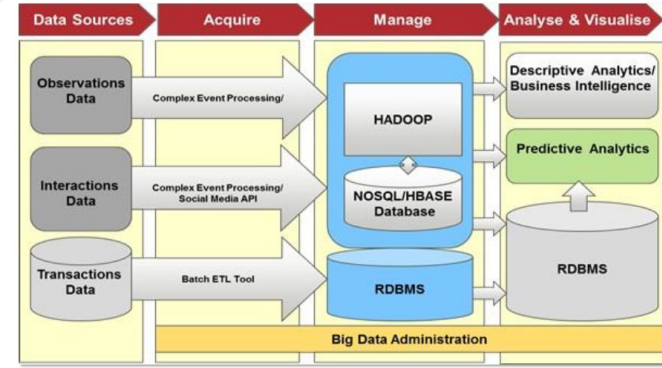 Data Sources
Acquire
Manage
Analyse & Visualise
Observations
Data
Complex Event Processing/
HADOOP
Descriptive Analytics/
Business Intelligence
Predictive Analytics
Interactions
Data
Complex Event Processing/
Social Media API
NOSQL/HBASE
Database
Transactions
Data
Batch ETL Tool
RDBMS
RDBMS
Big Data Administration